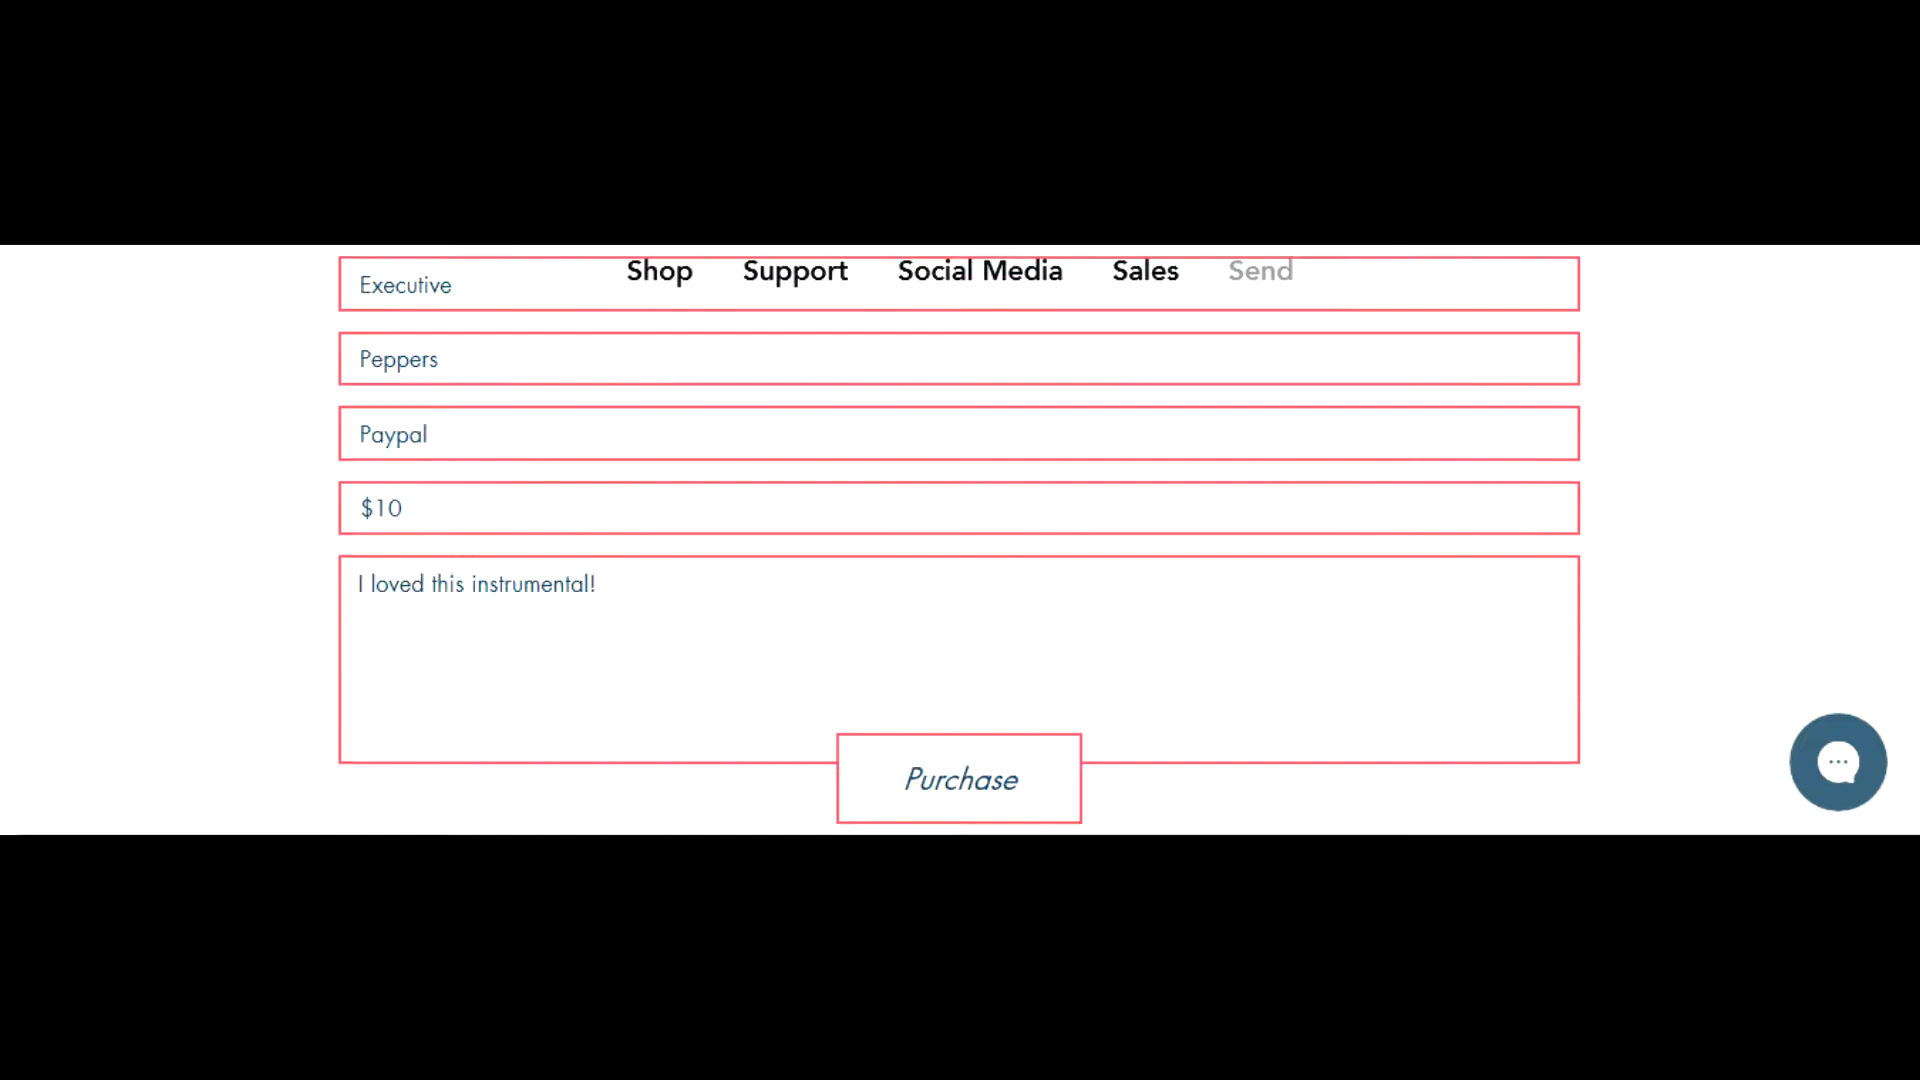 Shop Support Social Media Sales Send
Executive
Peppers
Paypal
$10
I loved this instrumental!
Purchase